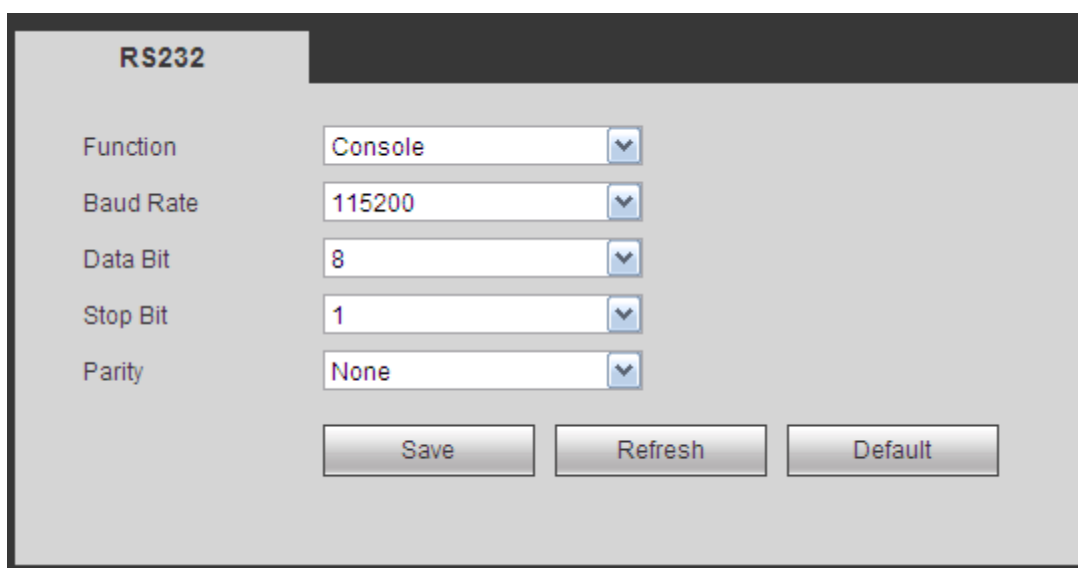 RS232
Function Console
Baud Rate 115200
Data Bit 8
Stop Bit 1
Parity None
Save Refresh Default